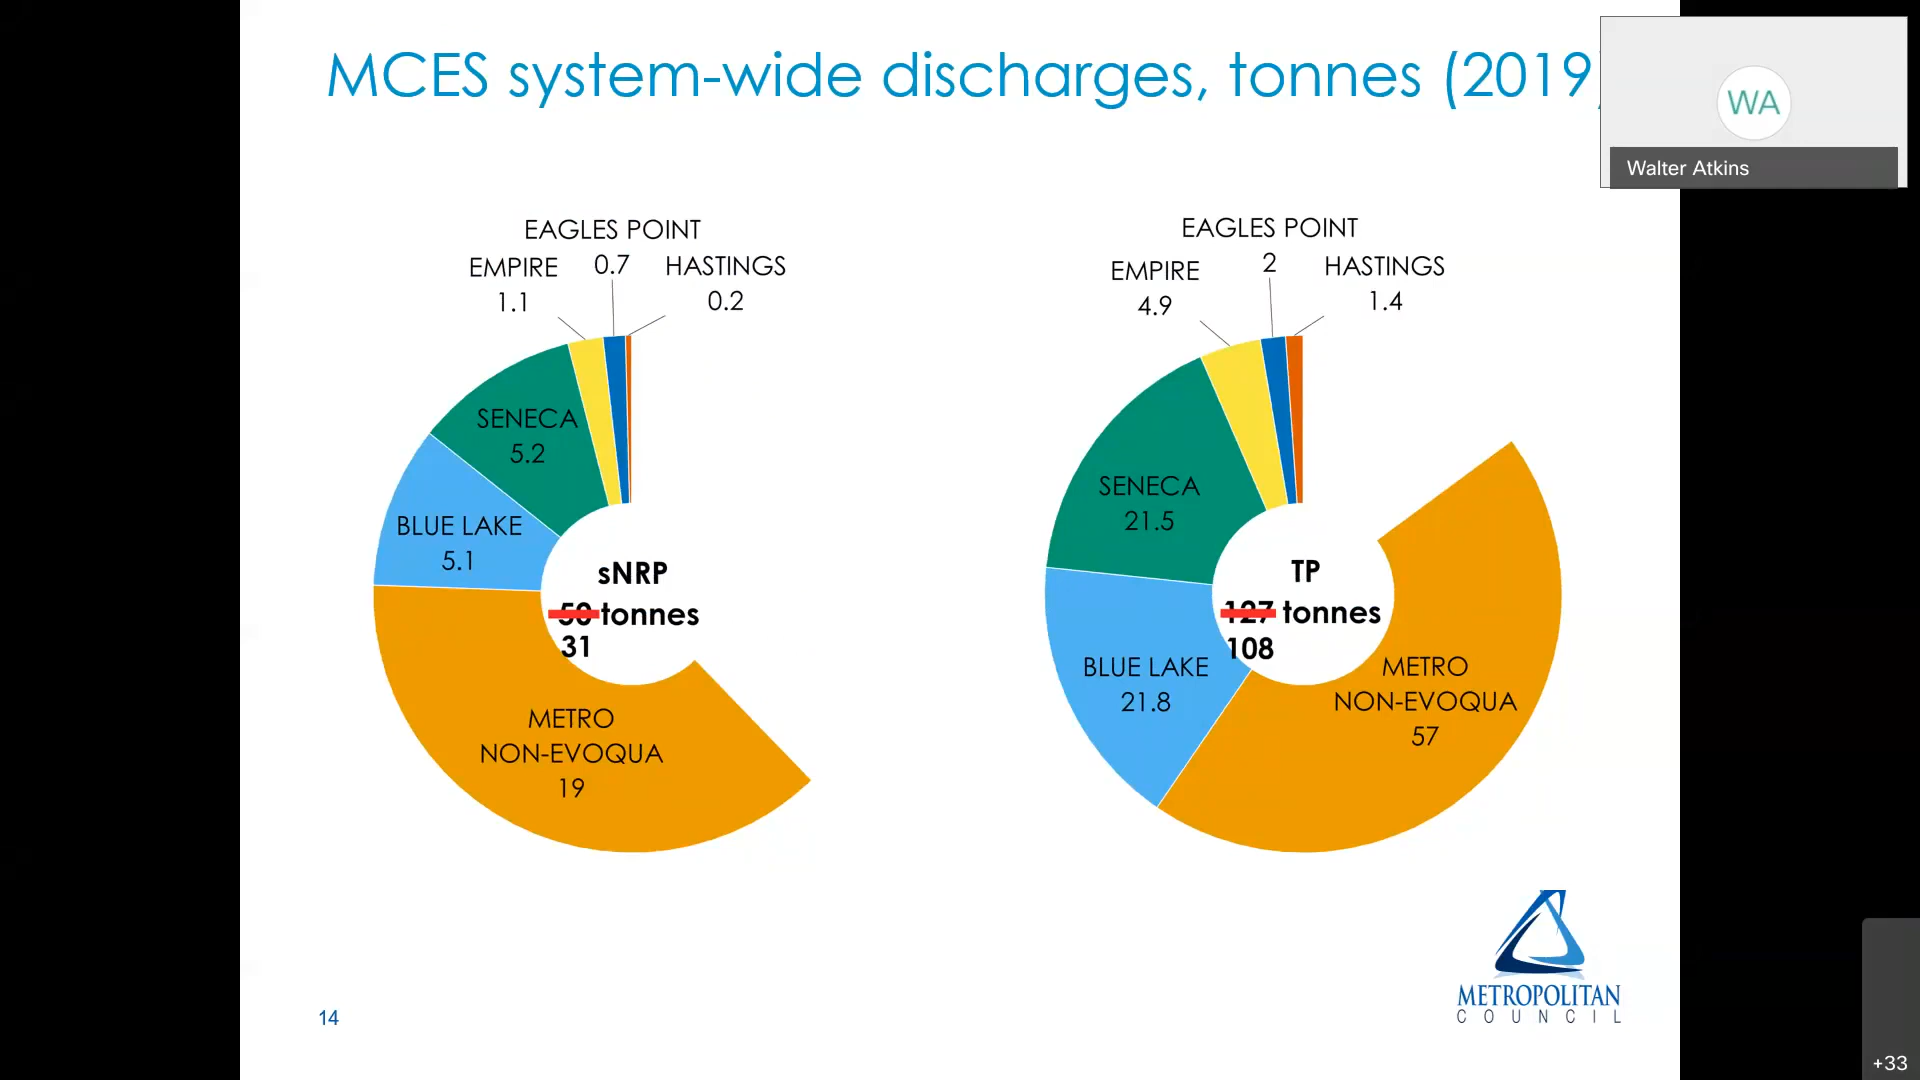 MCES system-wide discharges, tonnes (2019)
WA
Walter Atkins
EAGLES POINT
0.7
EMPIRE
1.1
HASTINGS
0.2
SENECA
5.2
BLUE LAKE
5.1
METRO
NON-EVOQUA
19
sNRP
50 tonnes
31
EAGLES POINT
2
EMPIRE
4.9
HASTINGS
1.4
SENECA
21.5
BLUE LAKE
21.8
METRO
NON-EVOQUA
57
TP
127 tonnes
108
METROPOLITAN
COUNCIL
14
+33